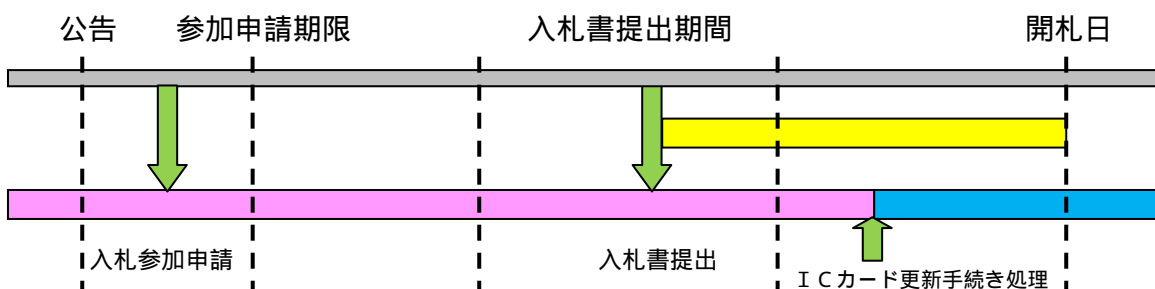 公告
参加申請期限
入札書提出期間
開札日
入札参加申請
入札書提出
ＩＣカード更新手続き処理